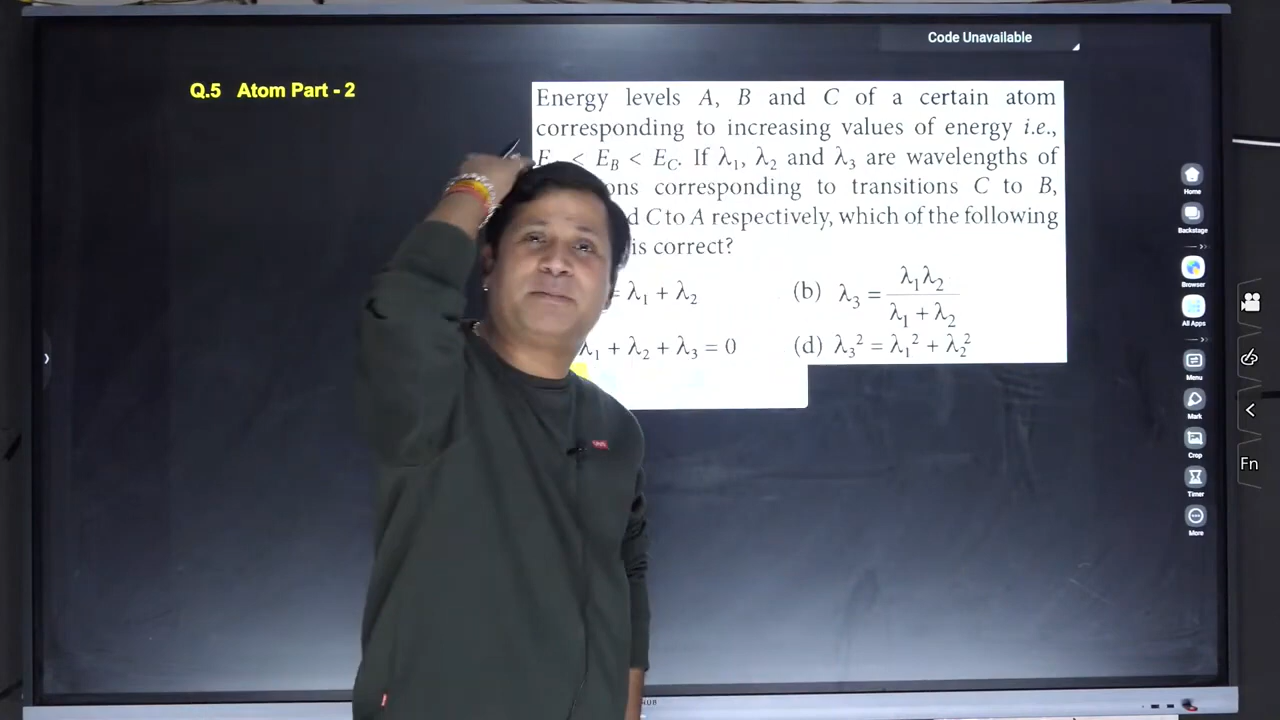 Code Unavailable
Q.5 Atom Part - 2
Energy levels A, B and C of a certain atom
corresponding to increasing values of energy i.e.,
< E_B < E_C. If λ₁, λ₂ and λ₃ are wavelengths of
corresponding to transitions C to B,
C to A respectively, which of the following
is correct?
= λ₁ + λ₂
(b) λ₃ = λ₁λ₂ / λ₁ + λ₂
λ₁ + λ₂ + λ₃ = 0
(d) λ₃² = λ₁² + λ₂²
Home
Backstage
Browser
All Apps
Menu
Mark
Crop
Timer
More
Fn